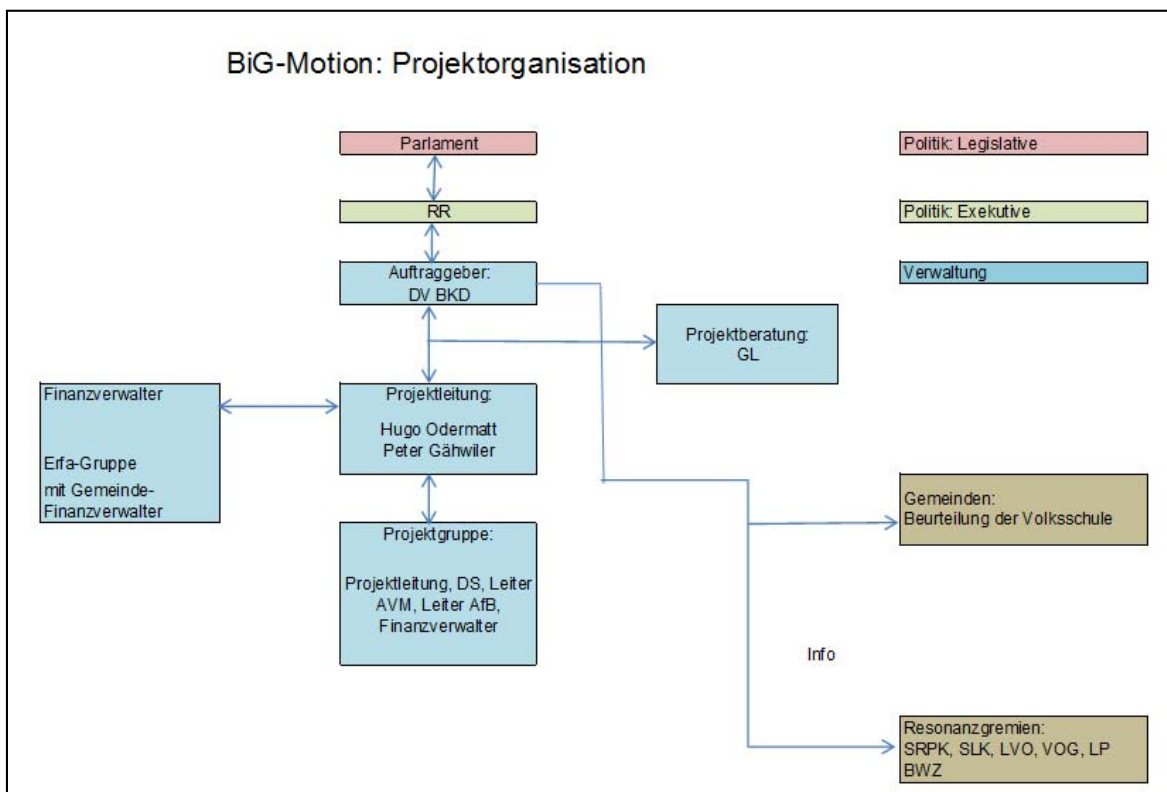 BiG-Motion: Projektorganisation
Parlament
Politik: Legislative
RR
Politik: Exekutive
Auftraggeber:
DV BKD
Verwaltung
Projektberatung:
GL
Finanzverwalter
Erfa-Gruppe
mit Gemeinde-
Finanzverwalter
Projektleitung:
Hugo Odermatt
Peter Gähwiler
Gemeinden:
Beurteilung der Volksschule
Projektgruppe:
Projektleitung, DS, Leiter
AVM, Leiter AfB,
Finanzverwalter
Info
Resonanzgremien:
SRPK, SLK, LVO, VOG, LP
BWZ